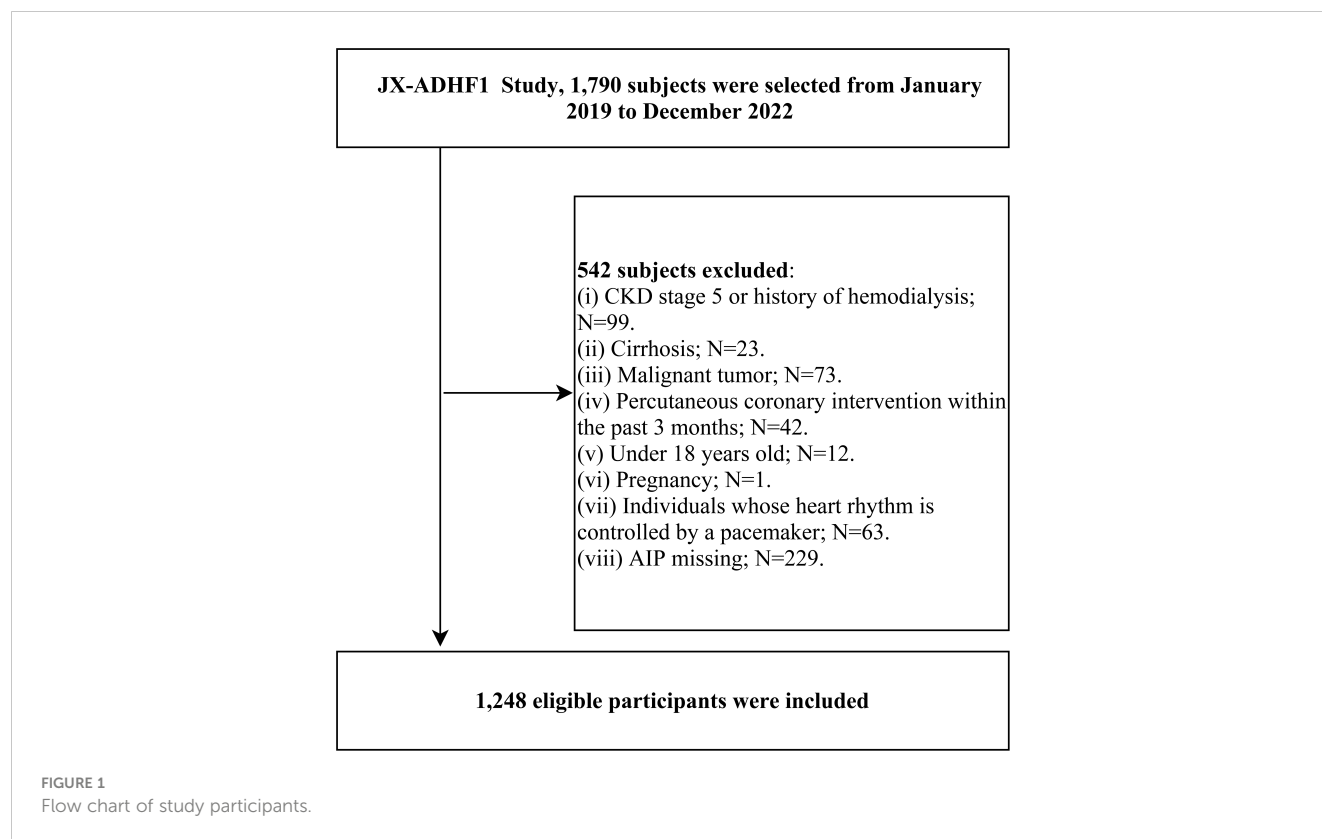 JX-ADHF1 Study, 1,790 subjects were selected from January
2019 to December 2022
542 subjects excluded:
(i) CKD stage 5 or history of hemodialysis;
N=99.
(ii) Cirrhosis; N=23.
(iii) Malignant tumor; N=73.
(iv) Percutaneous coronary intervention within
the past 3 months; N=42.
(v) Under 18 years old; N=12.
(vi) Pregnancy; N=1.
(vii) Individuals whose heart rhythm is
controlled by a pacemaker; N=63.
(viii) AIP missing; N=229.
1,248 eligible participants were included
FIGURE 1
Flow chart of study participants.